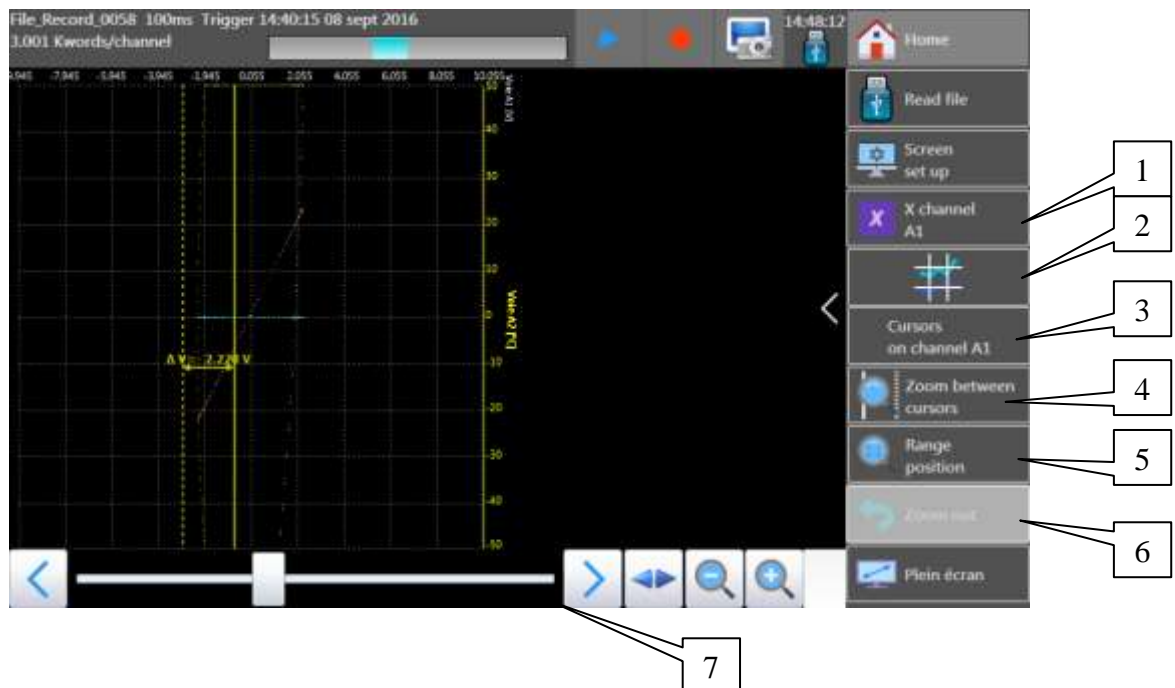 File_Record_0058 100ms Trigger 14:40:15 08 sept 2016
3.001 Kwords/channel
14:48:12
Home
Read file
Screen
set up
X channel
A1
Cursors
on channel A1
Zoom between
cursors
Range
position
Zoom out
Plein écran
-7,945 -5,945 -3,945 -1,945 0,055 2,055 4,055 6,055 8,055 10,055
50
40
30
20
10
0
-10
-20
-30
-40
-50
2.220 V
1
2
3
4
5
6
7